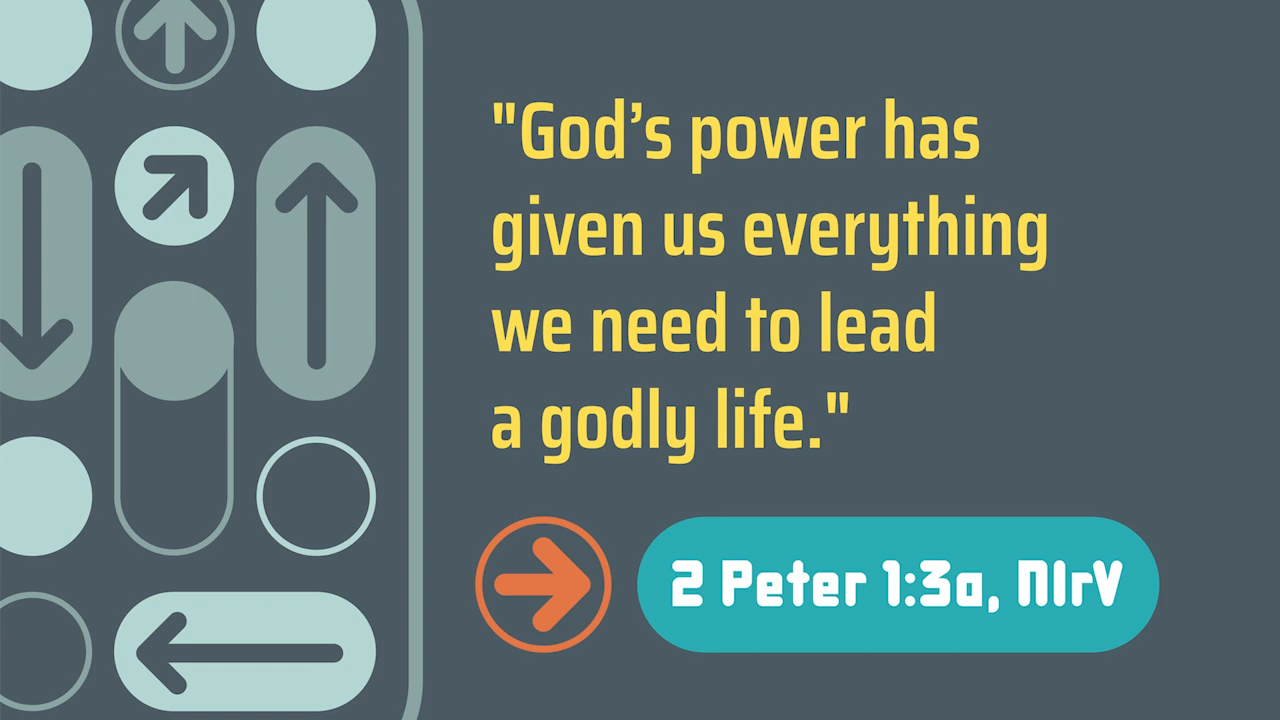 "God’s power has
given us everything
we need to lead
a godly life."
2 Peter 1:3a, NIrV